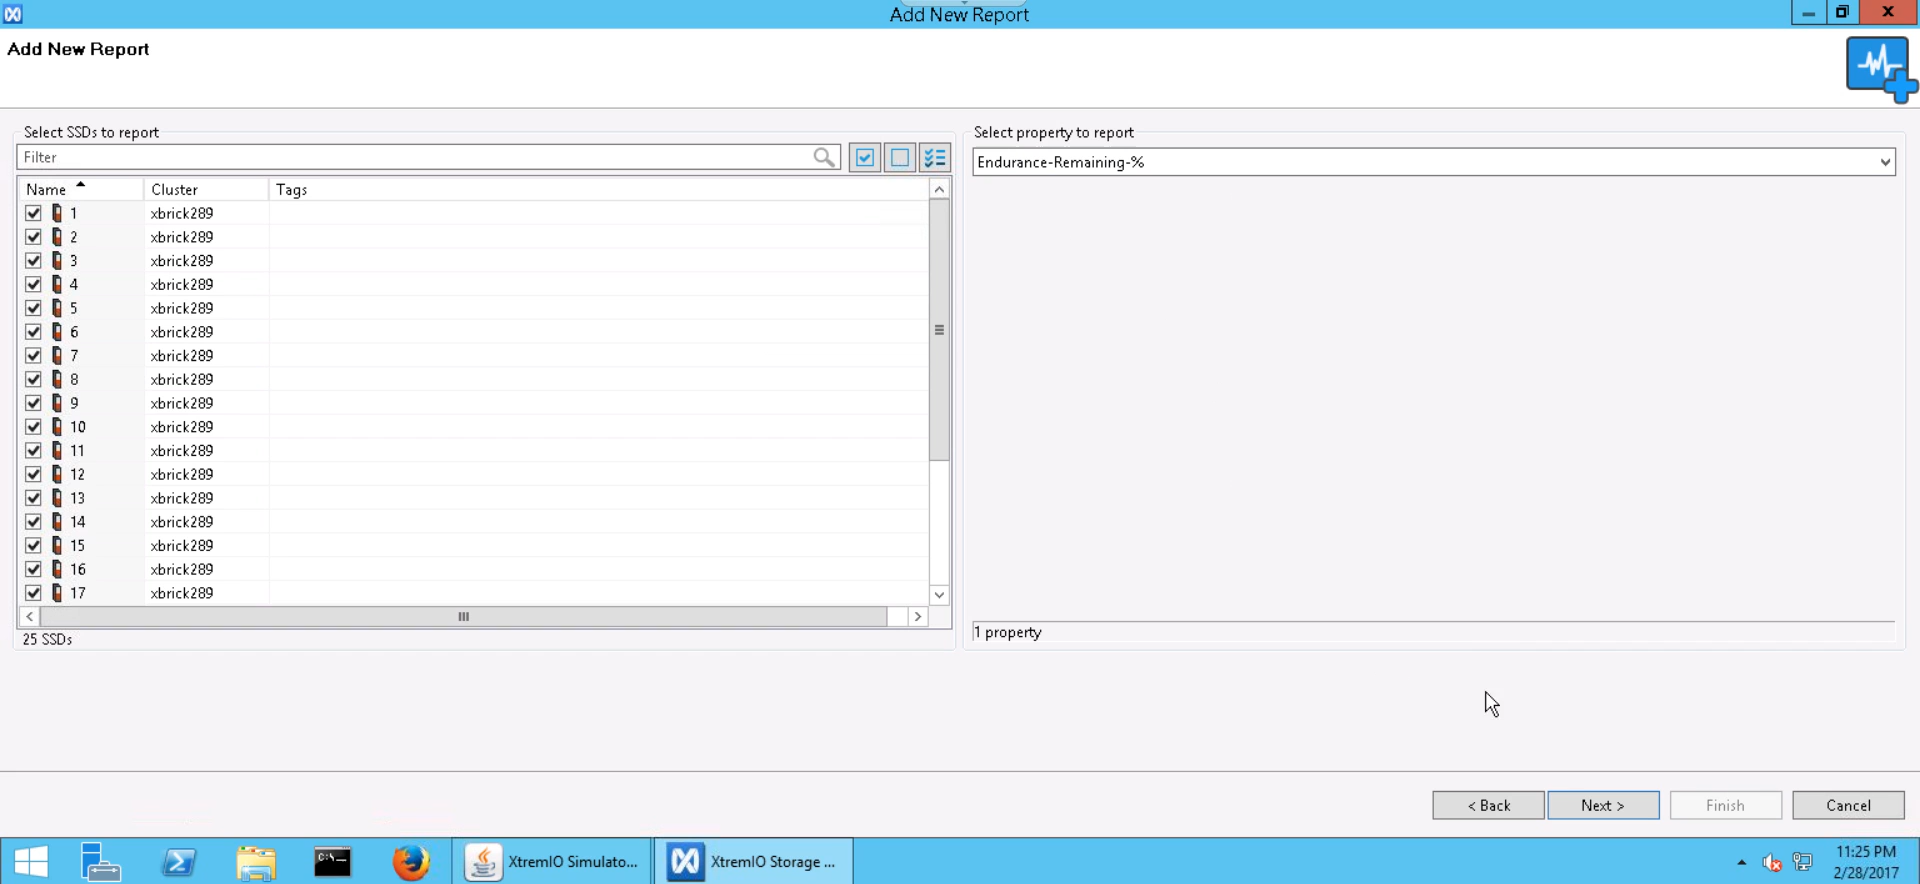 Add New Report
Add New Report
Select SSDs to report
Filter
Name Cluster Tags
1 xbrick289
2 xbrick289
3 xbrick289
4 xbrick289
5 xbrick289
6 xbrick289
7 xbrick289
8 xbrick289
9 xbrick289
10 xbrick289
11 xbrick289
12 xbrick289
13 xbrick289
14 xbrick289
15 xbrick289
16 xbrick289
17 xbrick289
25 SSDs
Select property to report
Endurance-Remaining-%
1 property
< Back Next > Finish Cancel
C:\_
XtremIO Simulato... XtremIO Storage ...
11:25 PM
2/28/2017